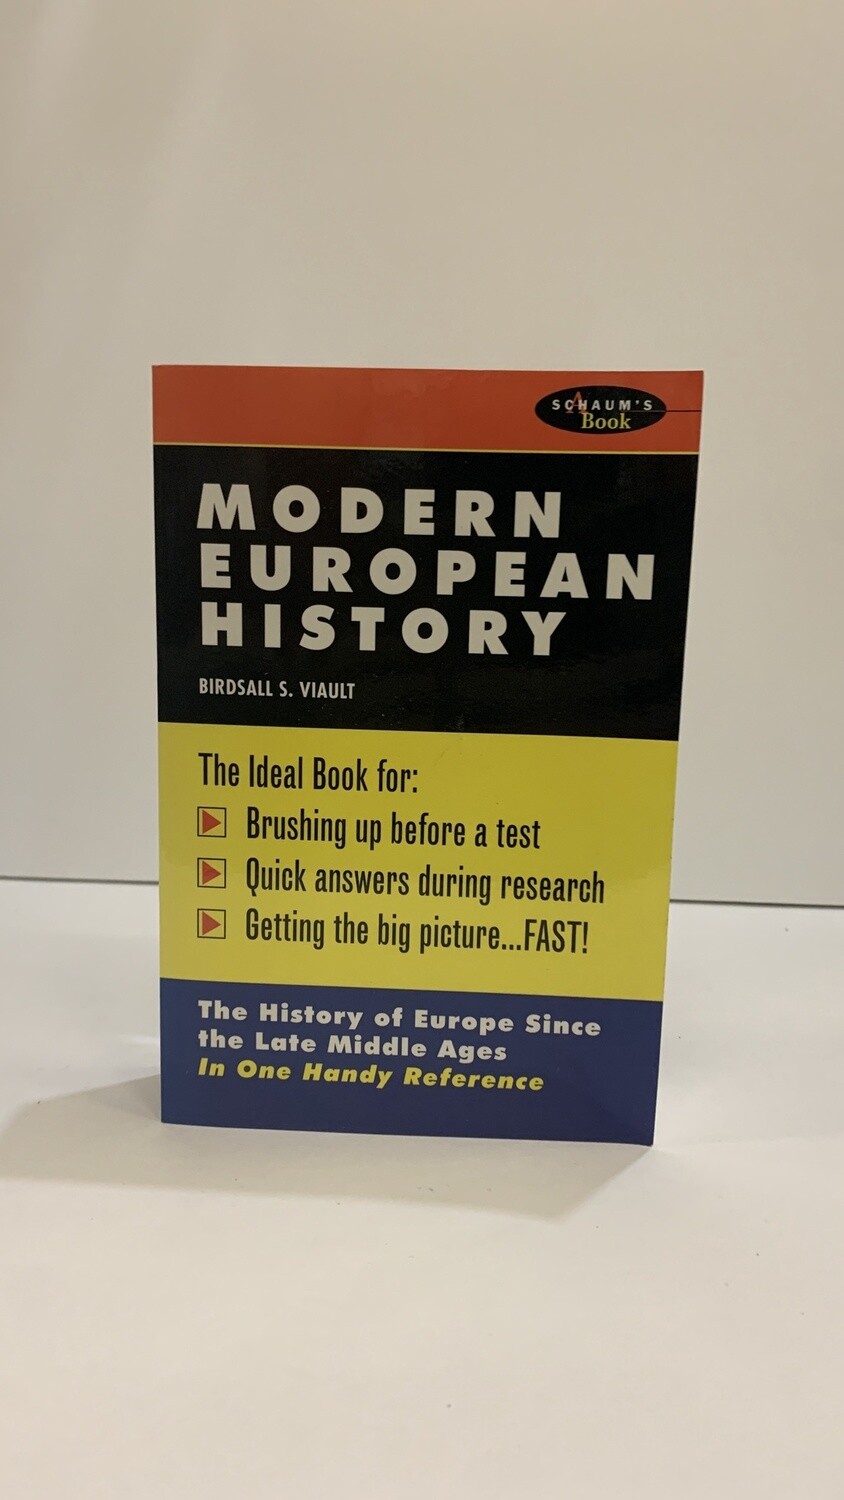 A
SCHAUM'S
Book
MODERN
EUROPEAN
HISTORY
BIRDSALL S. VIAULT
The Ideal Book for:
Brushing up before a test
Quick answers during research
Getting the big picture...FAST!
The History of Europe Since
the Late Middle Ages
In One Handy Reference